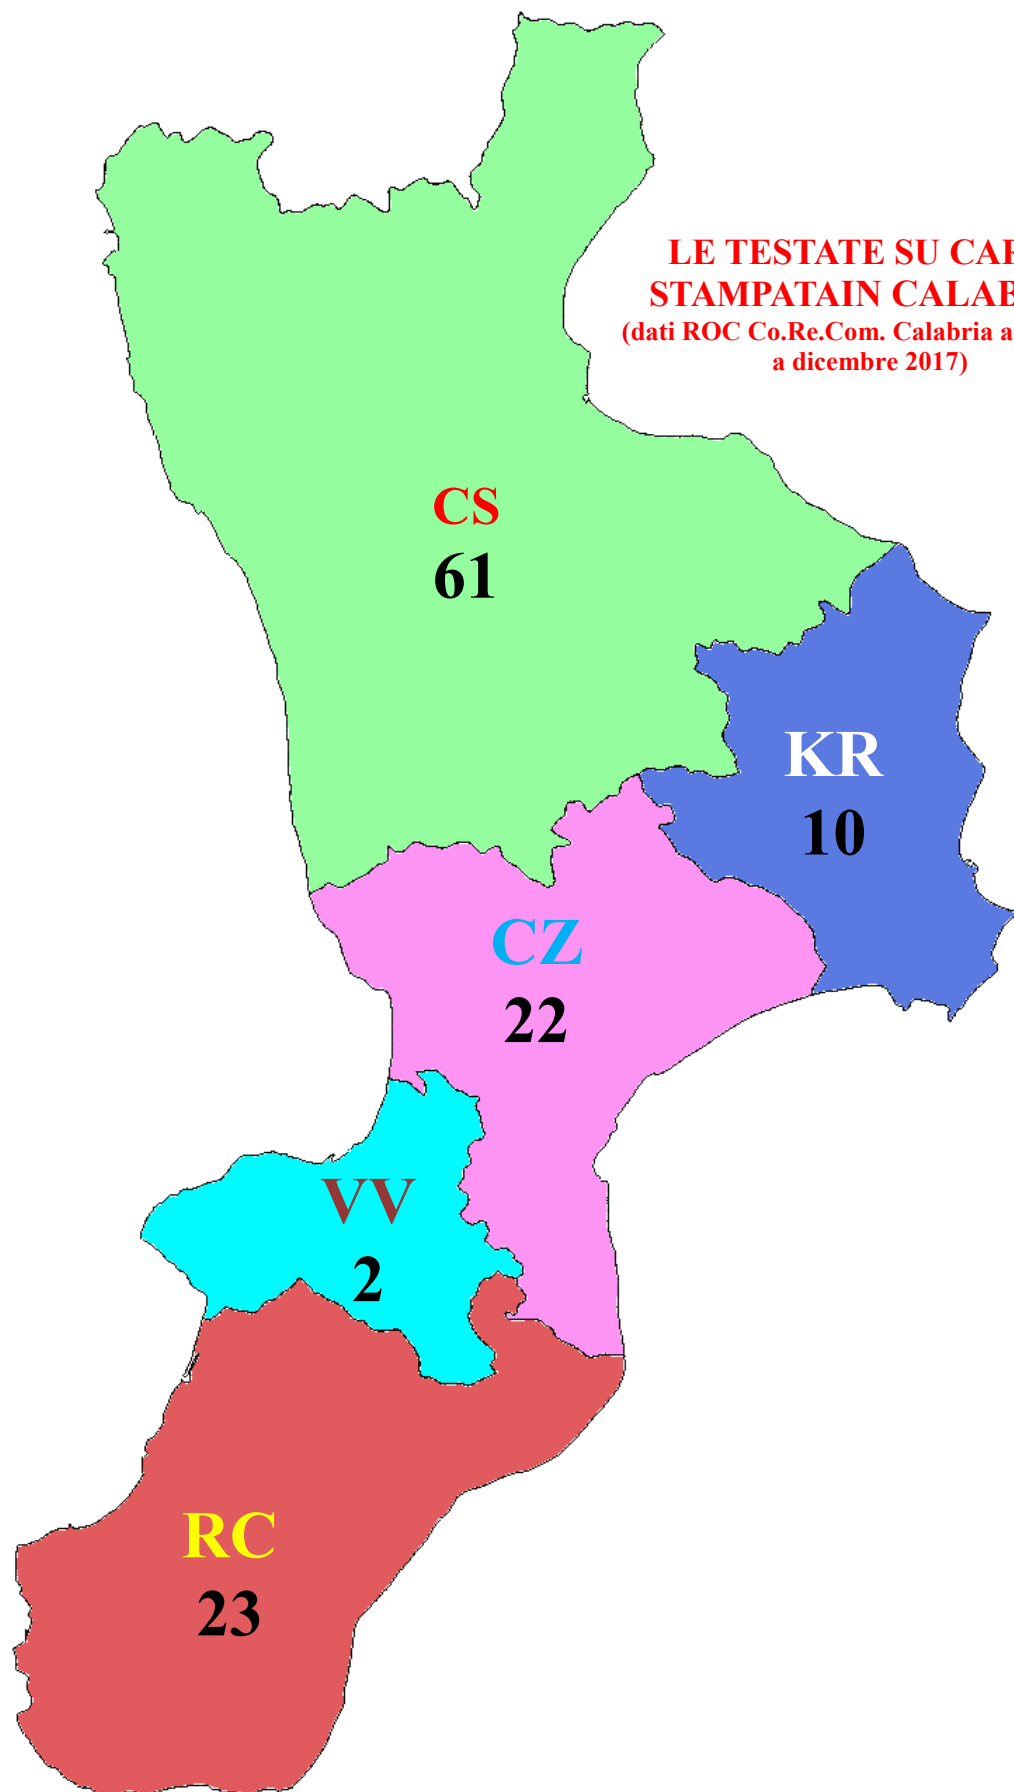 LE TESTATE SU CAR
STAMPATAIN CALAB
(dati ROC Co.Re.Com. Calabria a
a dicembre 2017)
CS
61
KR
10
CZ
22
VV
2
RC
23